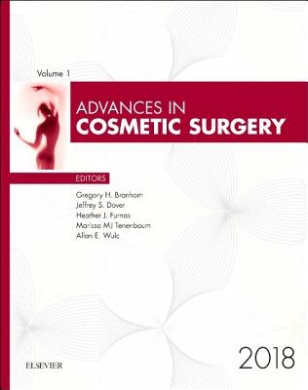 Volume 1
ADVANCES IN
COSMETIC SURGERY
EDITORS
Gregory H. Branham
Jeffrey S. Dover
Heather J. Furnas
Marissa MJ Tenenbaum
Allan E. Wulc
ELSEVIER
2018